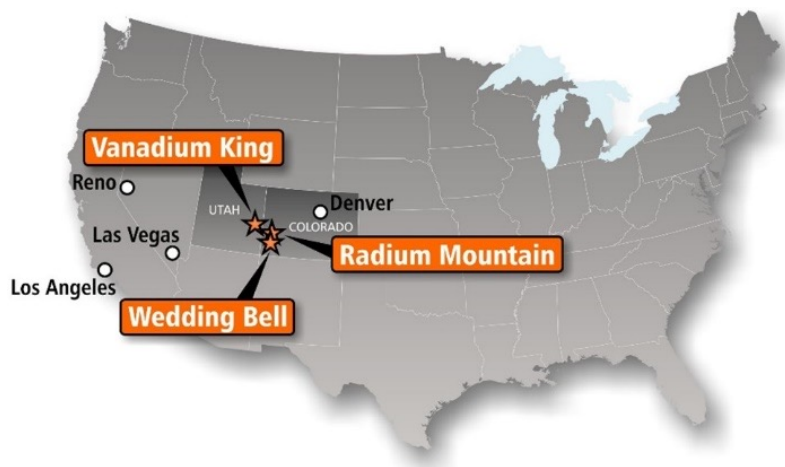 Vanadium King
Reno
Denver
UTAH
COLORADO
Las Vegas
Radium Mountain
Los Angeles
Wedding Bell